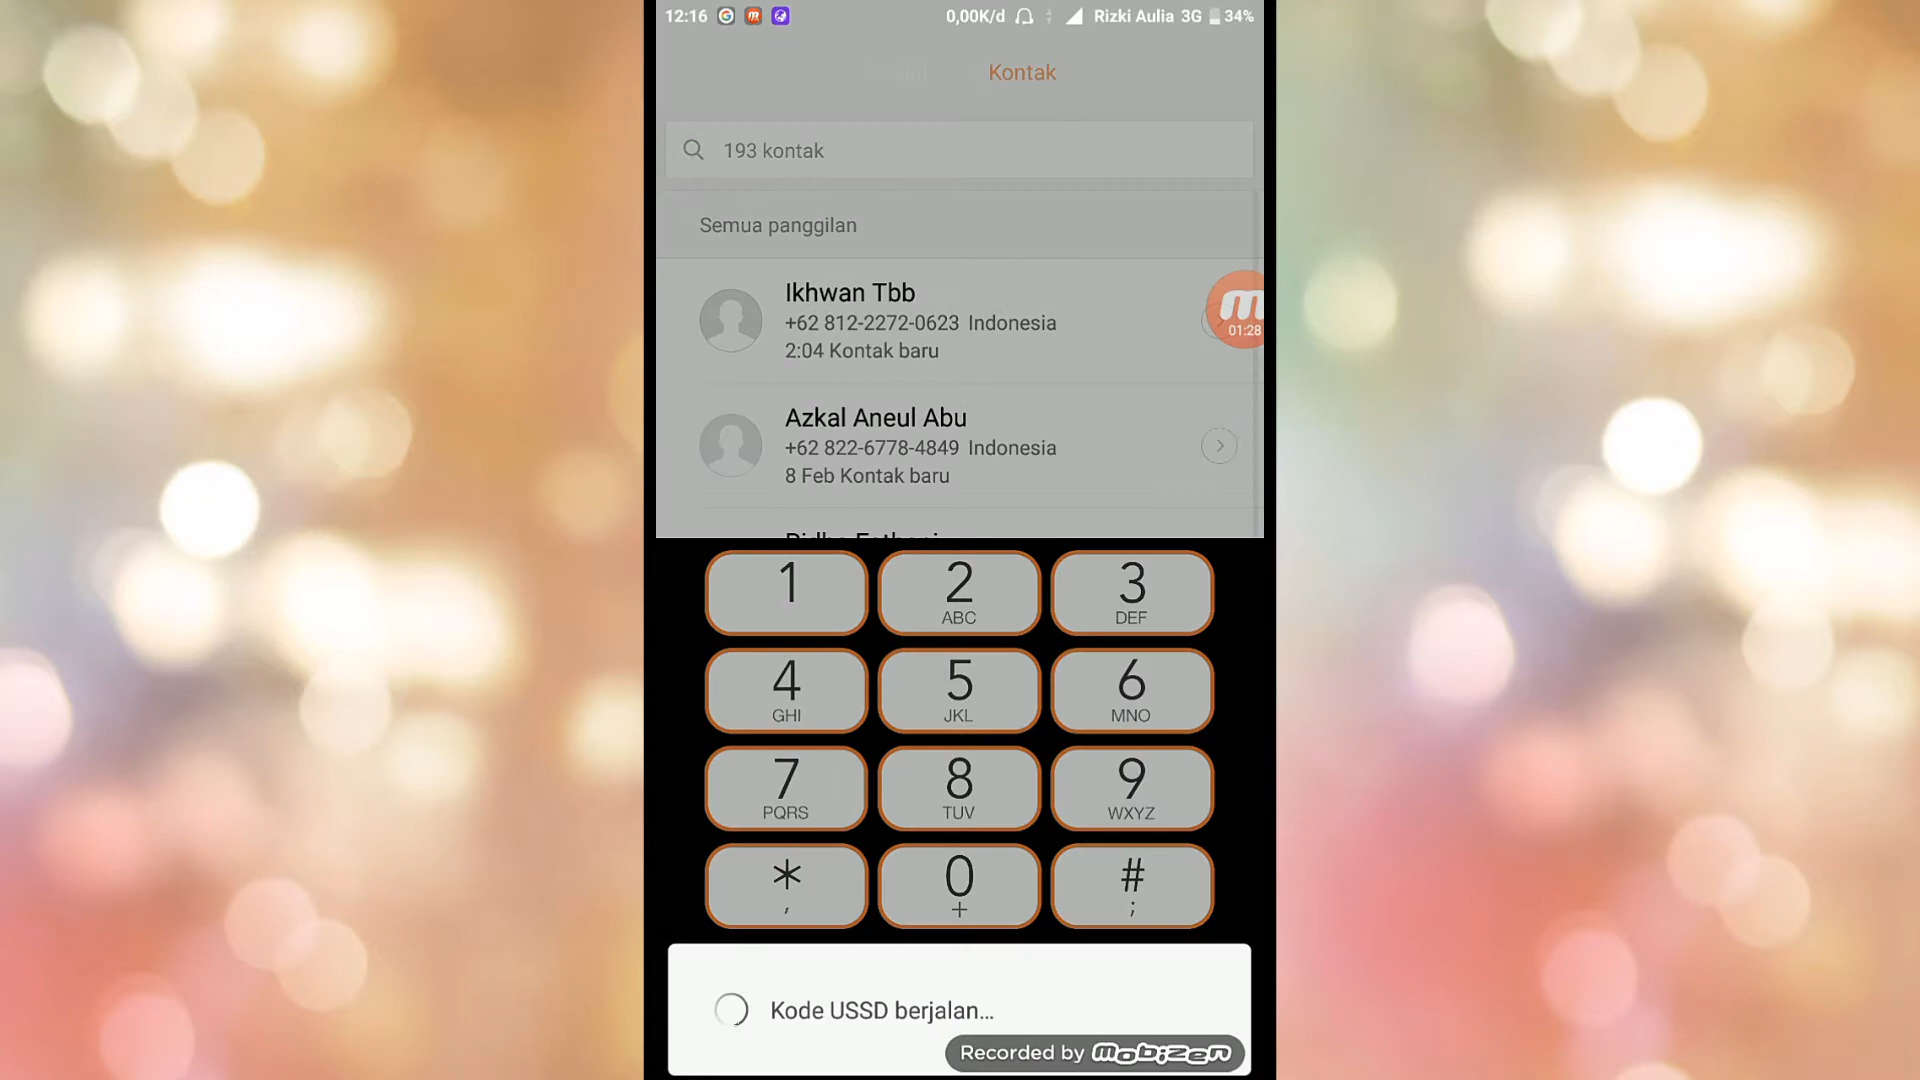 12:16 0,00K/d Rizki Aulia 3G 34%
Kontak
193 kontak
Semua panggilan
Ikhwan Tbb
+62 812-2272-0623 Indonesia
2:04 Kontak baru
01:28
Azkal Aneul Abu
+62 822-6778-4849 Indonesia
8 Feb Kontak baru
1 2 3
ABC DEF
4 5 6
GHI JKL MNO
7 8 9
PQRS TUV WXYZ
* 0 #
, + ;
Kode USSD berjalan...
Recorded by mobizen